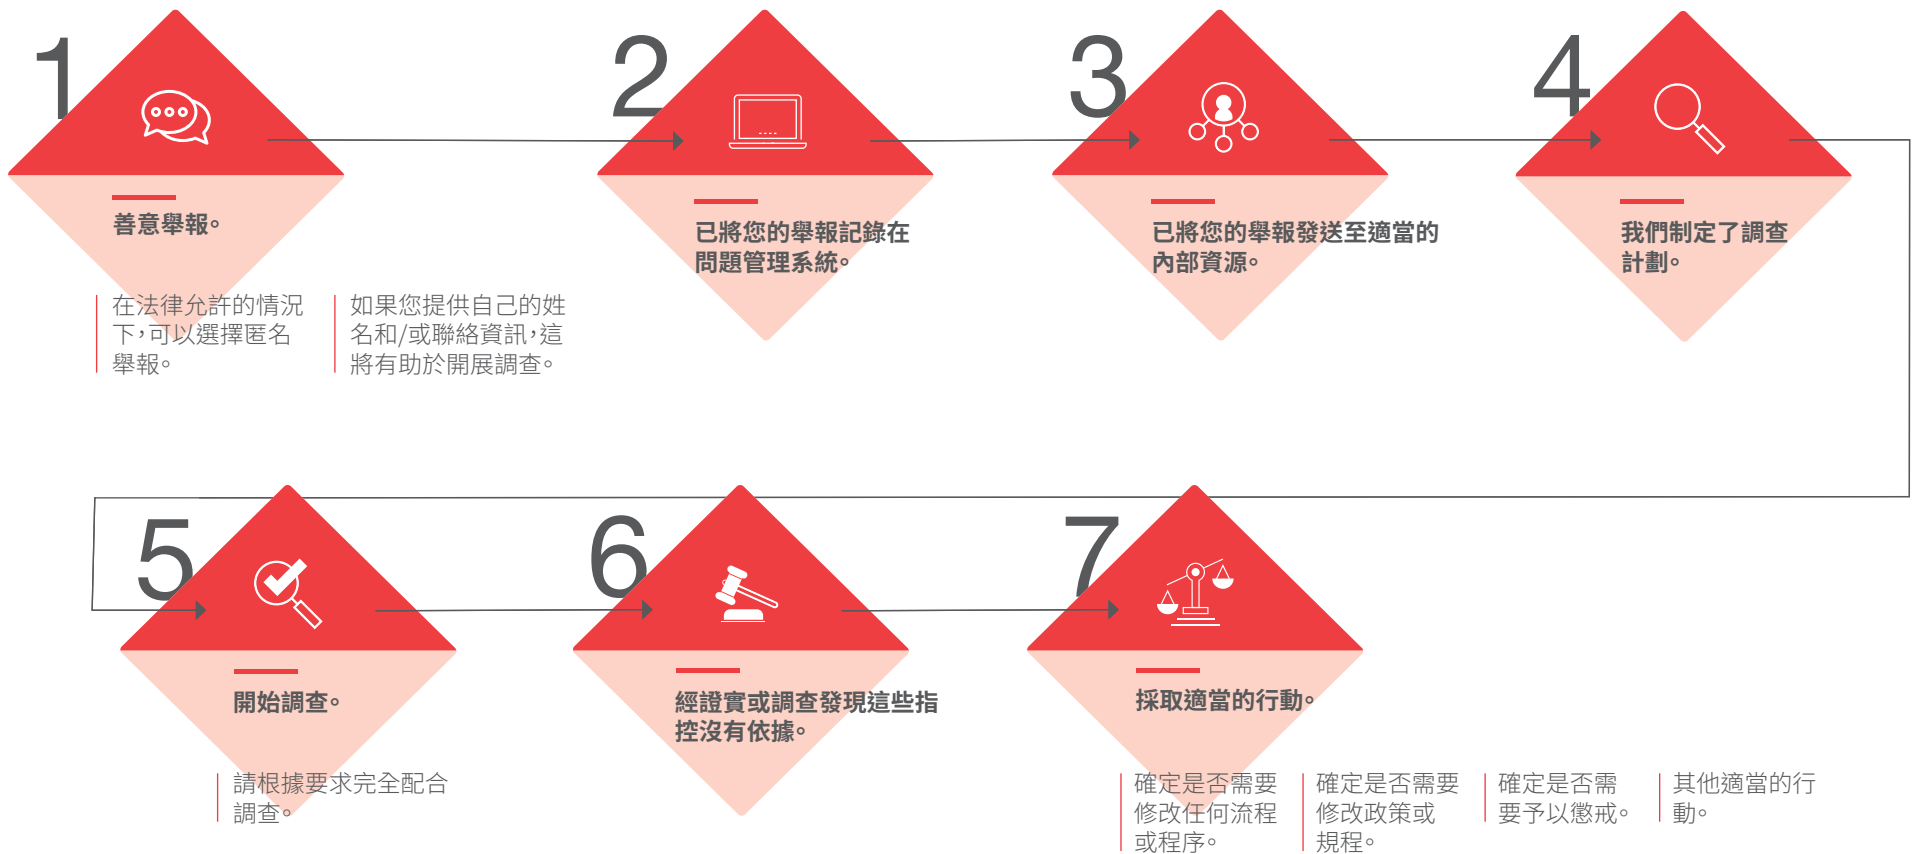 1
善意舉報。
在法律允許的情況
下，可以選擇匿名
舉報。
如果您提供自己的姓
名和/或聯絡資訊，這
將有助於開展調查。
2
已將您的舉報記錄在
問題管理系統。
3
已將您的舉報發送至適當的
內部資源。
4
我們制定了調查
計劃。
5
開始調查。
請根據要求完全配合
調查。
6
經證實或調查發現這些指
控沒有依據。
7
採取適當的行動。
確定是否需要
修改任何流程
或程序。
確定是否需要
修改政策或
規程。
確定是否需
要予以懲戒。
其他適當的行
動。